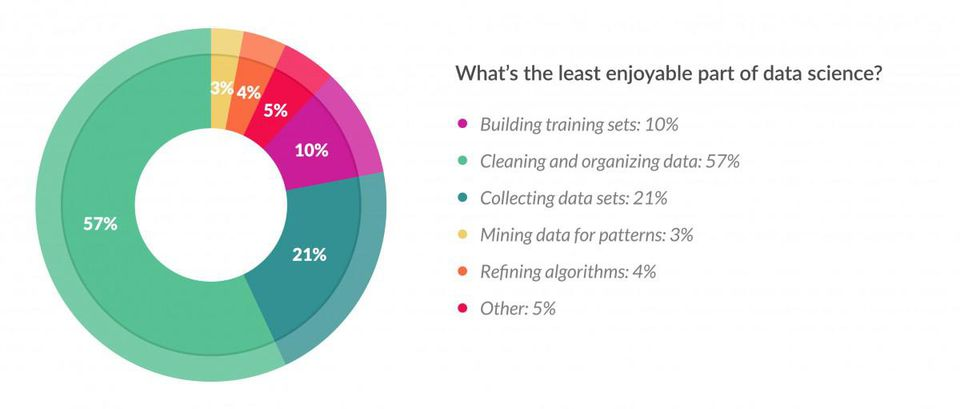 What's the least enjoyable part of data science?
Building training sets: 10%
Cleaning and organizing data: 57%
Collecting data sets: 21%
Mining data for patterns: 3%
Refining algorithms: 4%
Other: 5%
3%
4%
5%
10%
57%
21%